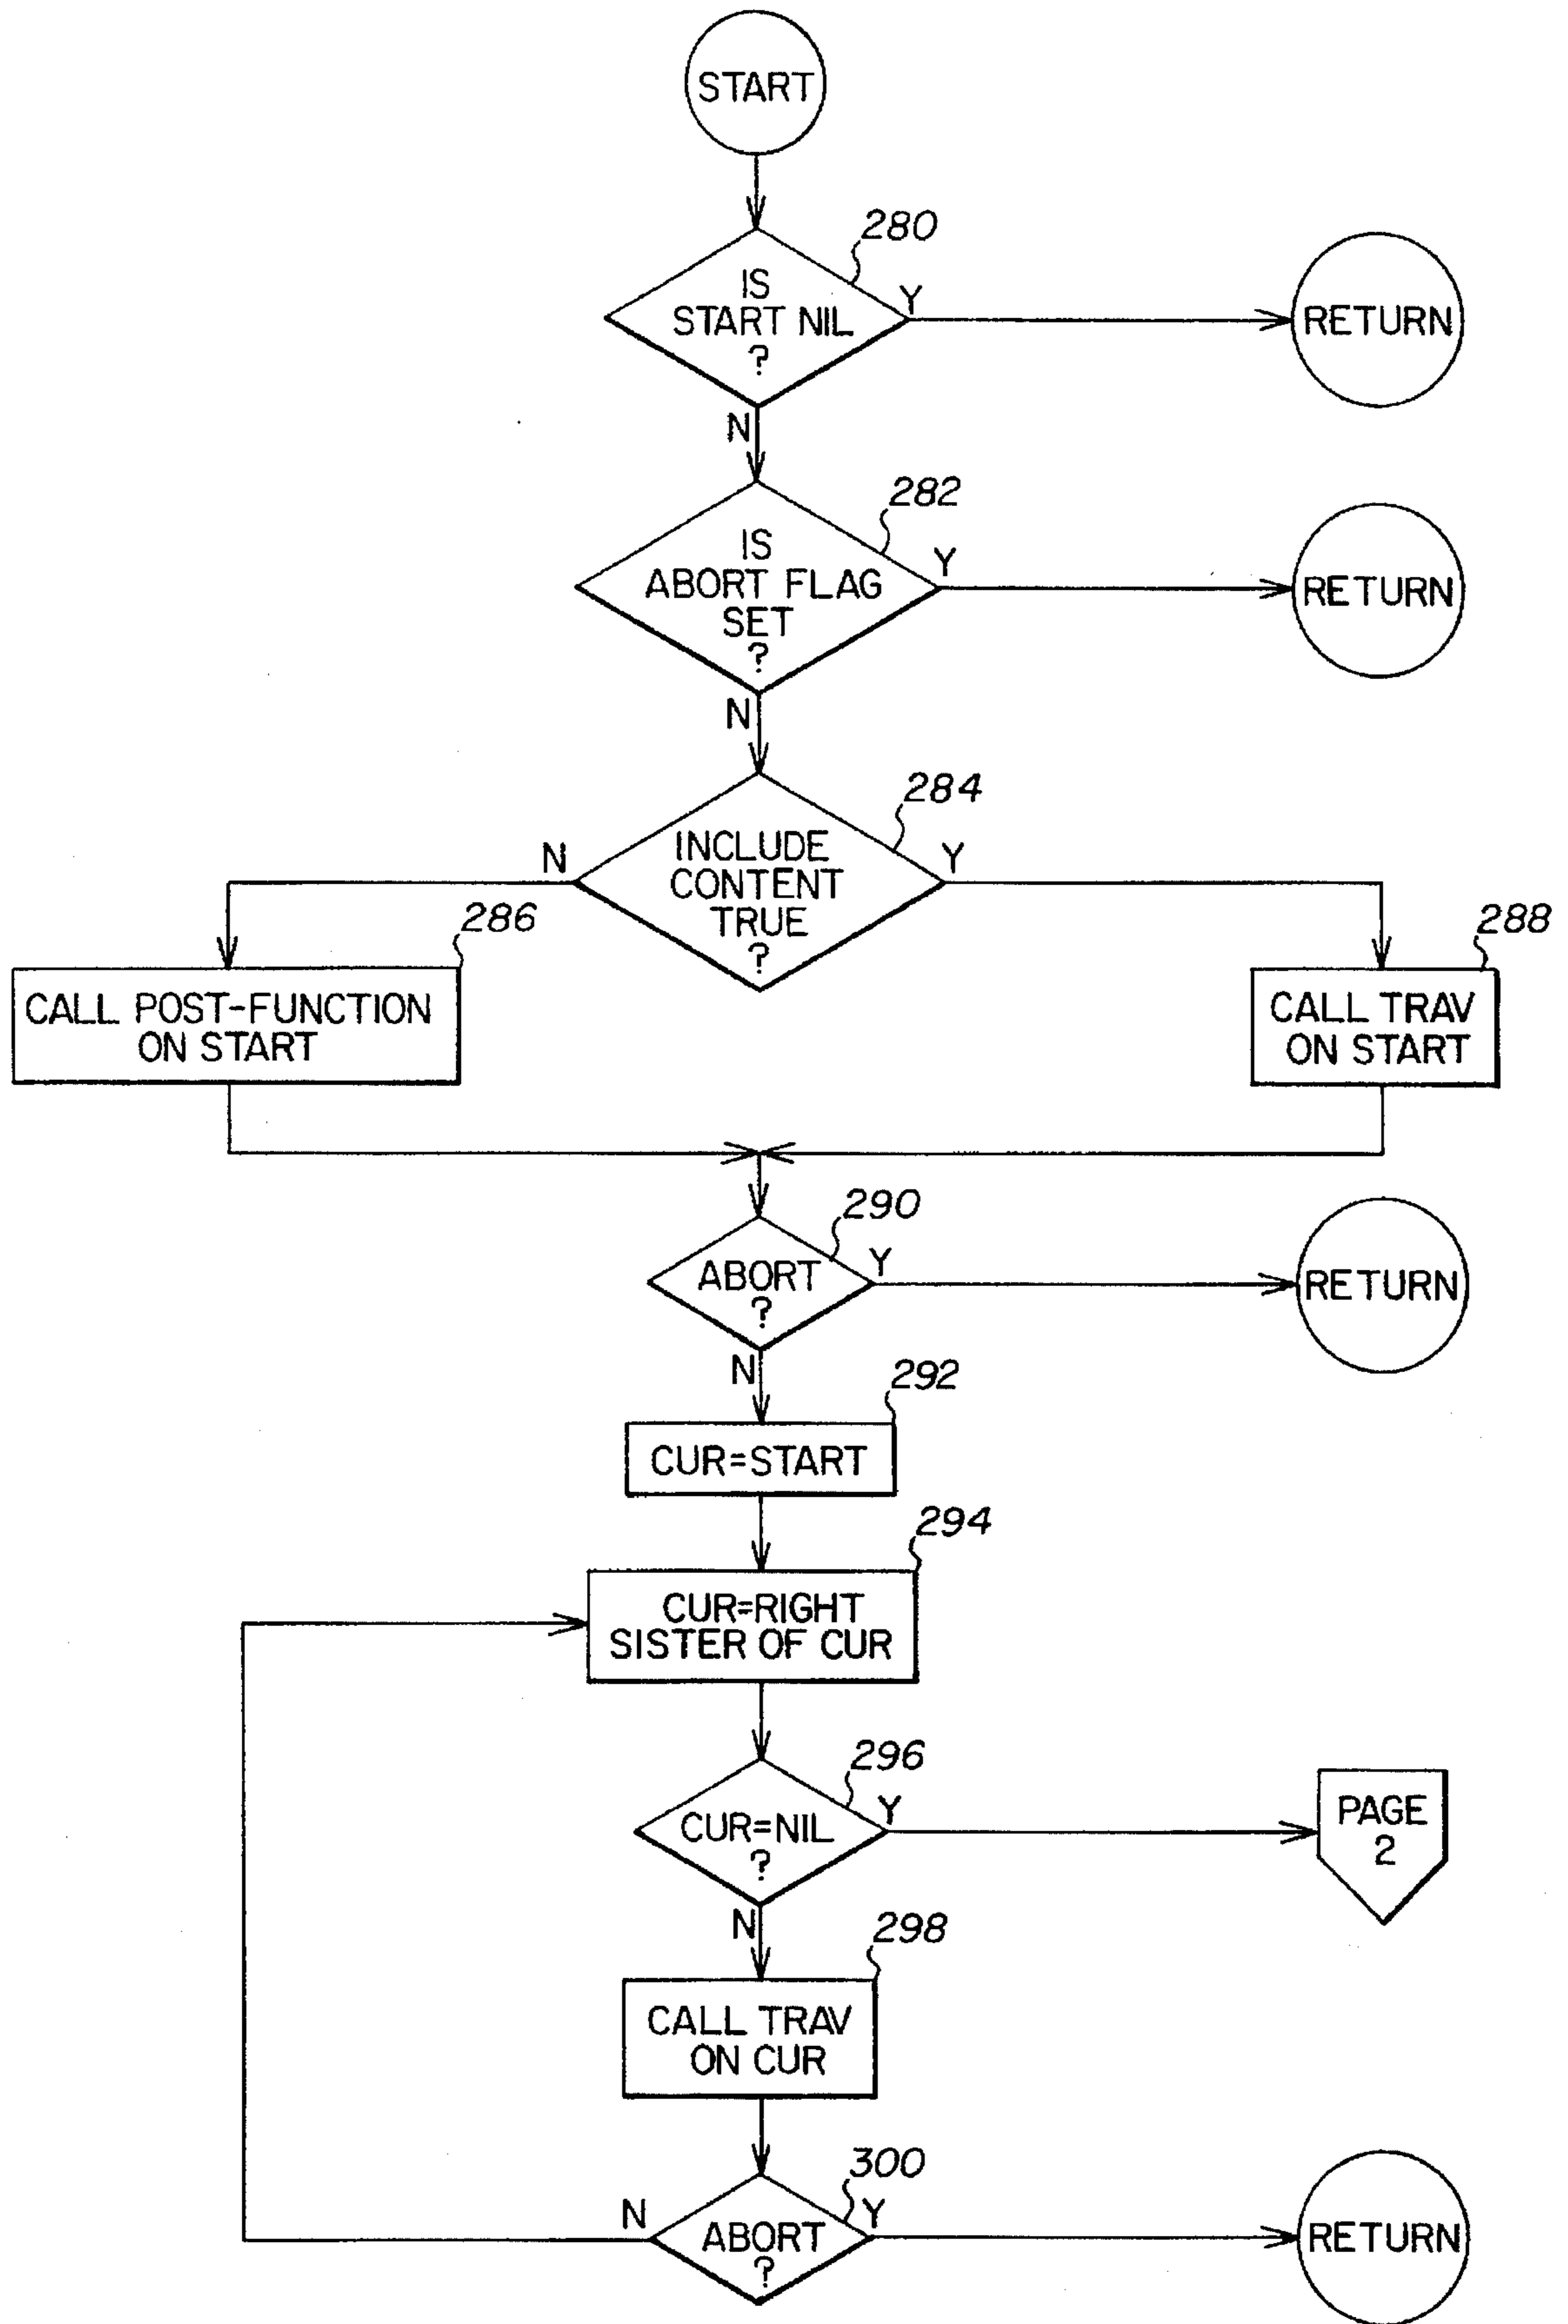 START
280
IS
START NIL
?
Y
RETURN
N
282
IS
ABORT FLAG
SET
?
Y
RETURN
N
284
INCLUDE
CONTENT
TRUE
?
N
Y
286
CALL POST-FUNCTION
ON START
288
CALL TRAV
ON START
290
ABORT
?
Y
RETURN
N
292
CUR=START
294
CUR=RIGHT
SISTER OF CUR
296
CUR=NIL
?
Y
PAGE
2
N
298
CALL TRAV
ON CUR
300
ABORT
?
N
Y
RETURN